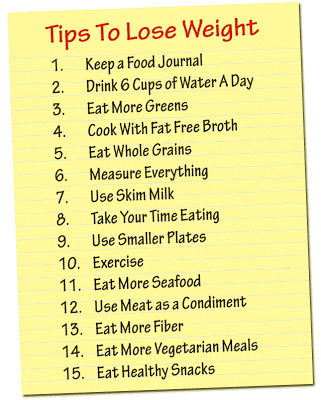 Tips To Lose Weight
1. Keep a Food Journal
2. Drink 6 Cups of Water A Day
3. Eat More Greens
4. Cook With Fat Free Broth
5. Eat Whole Grains
6. Measure Everything
7. Use Skim Milk
8. Take Your Time Eating
9. Use Smaller Plates
10. Exercise
11. Eat More Seafood
12. Use Meat as a Condiment
13. Eat More Fiber
14. Eat More Vegetarian Meals
15. Eat Healthy Snacks